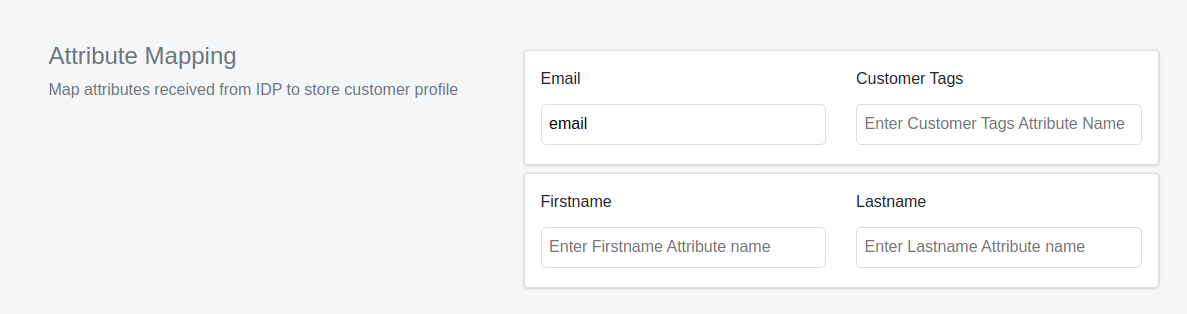 Attribute Mapping
Map attributes received from IDP to store customer profile
Email
Customer Tags
email
Enter Customer Tags Attribute Name
Firstname
Lastname
Enter Firstname Attribute name
Enter Lastname Attribute name